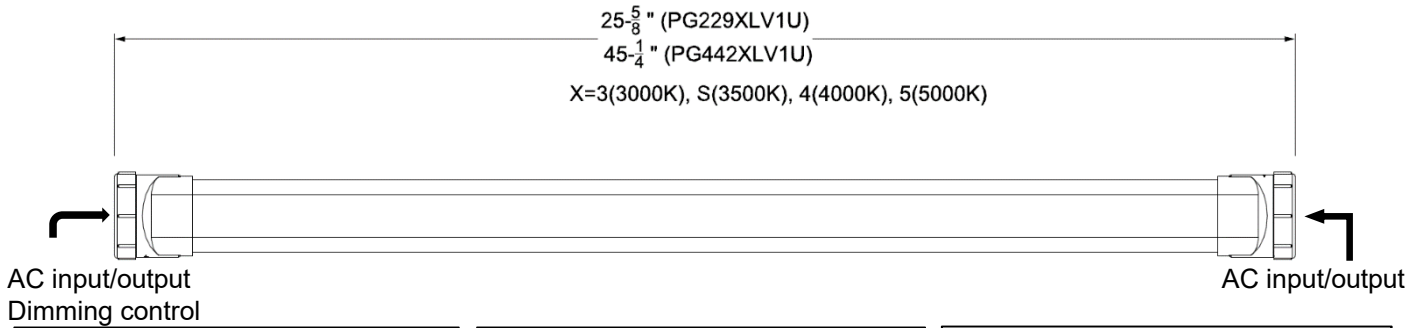 25-5/8 " (PG229XLV1U)
45-1/4 " (PG442XLV1U)
X=3(3000K), S(3500K), 4(4000K), 5(5000K)
AC input/output
Dimming control
AC input/output